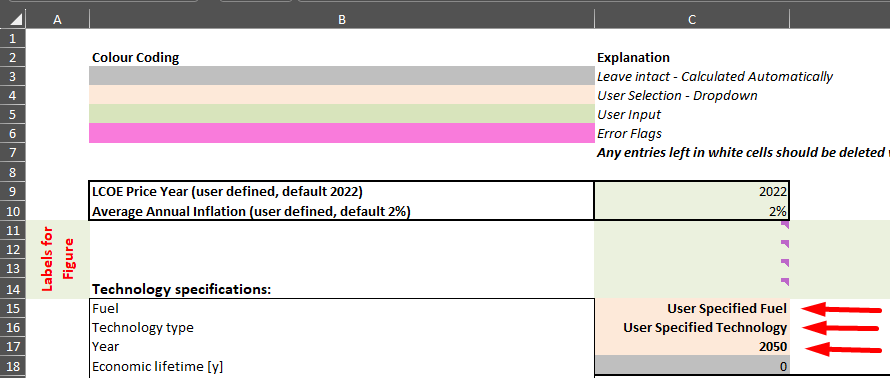 A B C
1
2 Colour Coding Explanation
3 Leave intact - Calculated Automatically
4 User Selection - Dropdown
5 User Input
6 Error Flags
7 Any entries left in white cells should be deleted
8
9 LCOE Price Year (user defined, default 2022) 2022
10 Average Annual Inflation (user defined, default 2%) 2%
11
12
13
Labels for
Figure
14 Technology specifications:
15 Fuel User Specified Fuel
16 Technology type User Specified Technology
17 Year 2050
18 Economic lifetime [y] 0